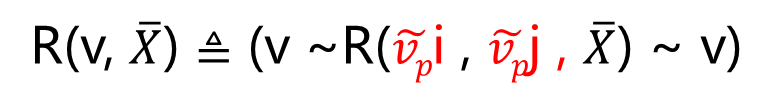 R(v, X̄) ≜ (v ~R(ṽₚi , ṽₚj , X̄) ~ v)